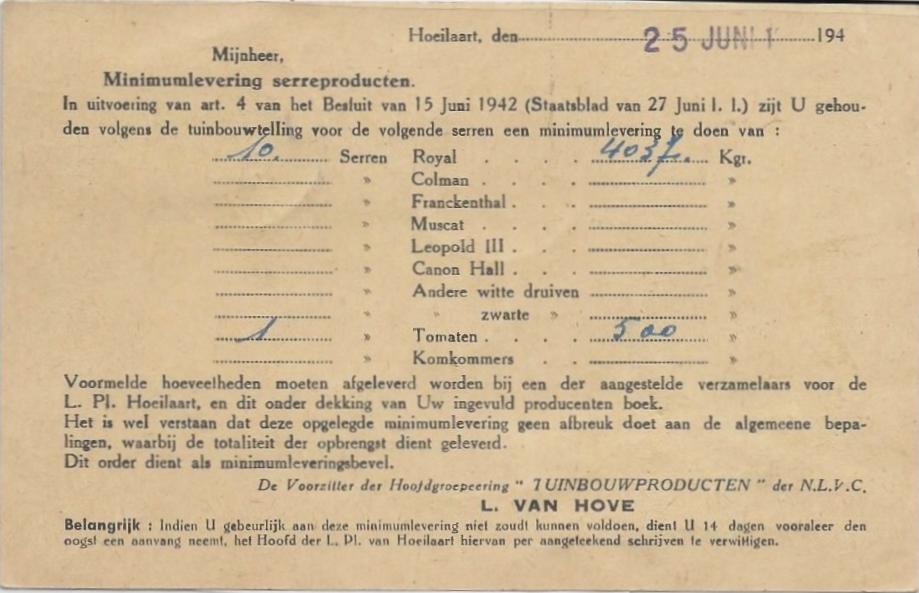 Hoeilaart, den 25 JUNI 194
Mijnheer,
Minimumlevering serreproducten.
In uitvoering van art. 4 van het Besluit van 15 Juni 1942 (Staatsblad van 27 Juni l. l.) zijt U gehou-
den volgens de tuinbouwtelling voor de volgende serren een minimumlevering te doen van :
10. Serren Royal . . . . 4037. Kgr.
» Colman . . . . »
» Franckenthal . . . »
» Muscat . . . . »
» Leopold III . . . »
» Canon Hall . . . »
» Andere witte druiven »
» » zwarte » »
1 » Tomaten . . . . 500 »
» Komkommers . . . »
Voormelde hoeveelheden moeten afgeleverd worden bij een der aangestelde verzamelaars voor de
L. Pl. Hoeilaart, en dit onder dekking van Uw ingevuld producenten boek.
Het is wel verstaan dat deze opgelegde minimumlevering geen afbreuk doet aan de algemeene bepa-
lingen, waarbij de totaliteit der opbrengst dient geleverd.
Dit order dient als minimumleveringsbevel.
De Voorzitter der Hoofdgroepeering " TUINBOUWPRODUCTEN " der N.L.V.C.
L. VAN HOVE
Belangrijk : Indien U gebeurlijk aan deze minimumlevering niet zoudt kunnen voldoen, dient U 14 dagen vooraleer den
oogst een aanvang neemt, het Hoofd der L. Pl. van Hoeilaart hiervan per aangeteekend schrijven te verwittigen.